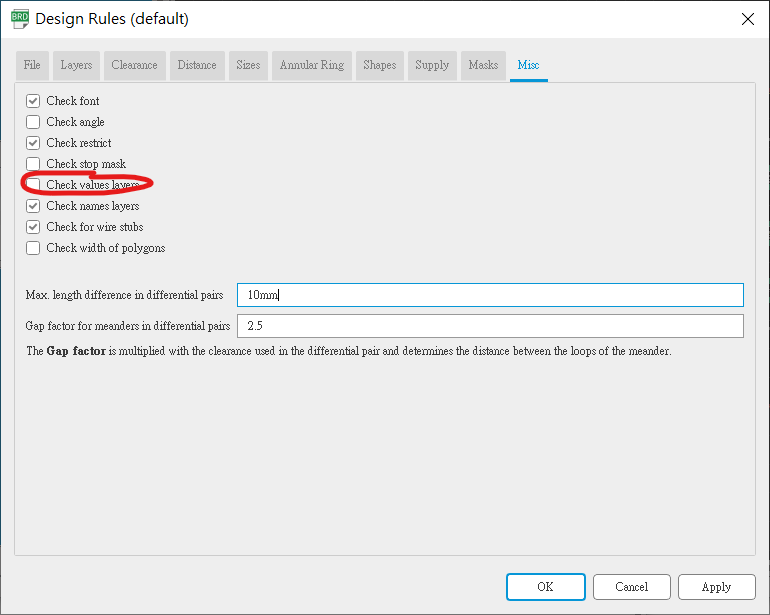 BRD
Design Rules (default)
File Layers Clearance Distance Sizes Annular Ring Shapes Supply Masks Misc
Check font
Check angle
Check restrict
Check stop mask
Check values layers
Check names layers
Check for wire stubs
Check width of polygons
Max. length difference in differential pairs 10mm
Gap factor for meanders in differential pairs 2.5
The Gap factor is multiplied with the clearance used in the differential pair and determines the distance between the loops of the meander.
OK Cancel Apply